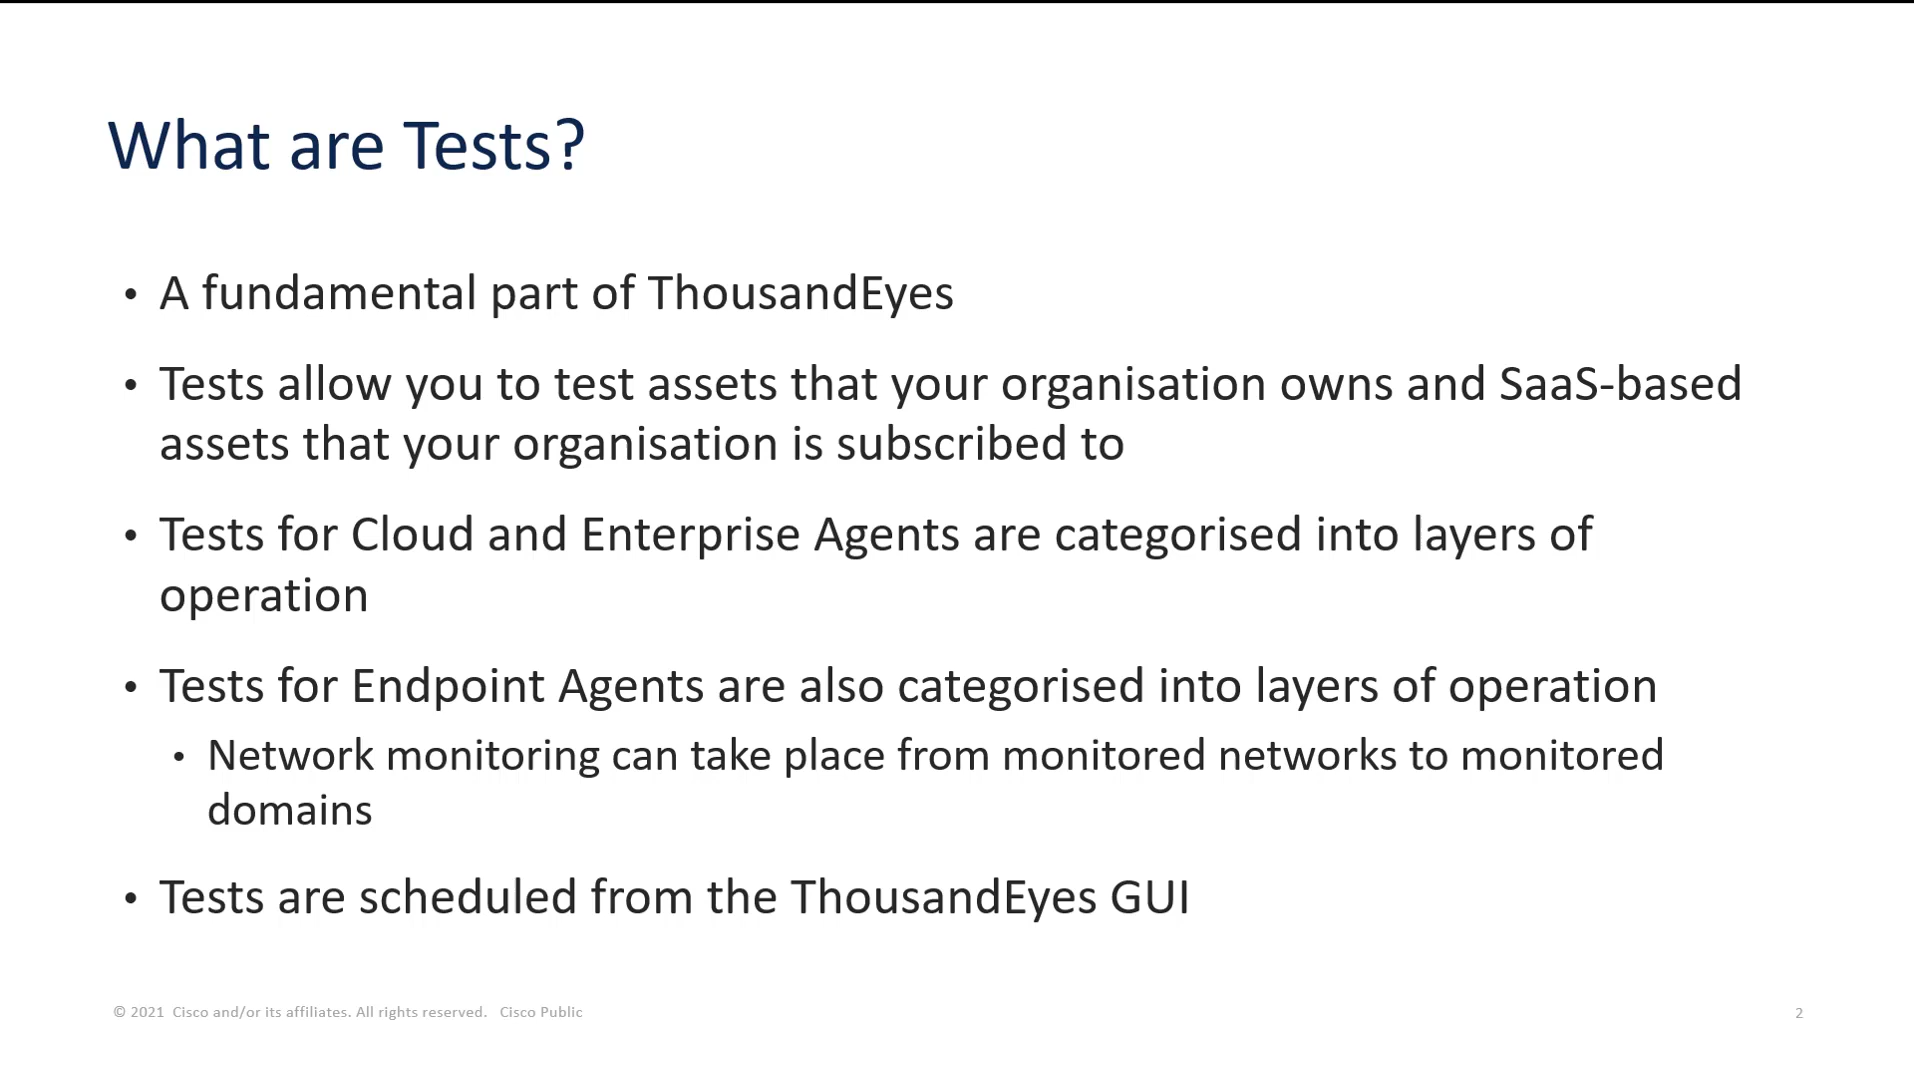 What are Tests?
• A fundamental part of ThousandEyes
• Tests allow you to test assets that your organisation owns and SaaS-based
assets that your organisation is subscribed to
• Tests for Cloud and Enterprise Agents are categorised into layers of
operation
• Tests for Endpoint Agents are also categorised into layers of operation
• Network monitoring can take place from monitored networks to monitored
domains
• Tests are scheduled from the ThousandEyes GUI
© 2021 Cisco and/or its affiliates. All rights reserved. Cisco Public
2